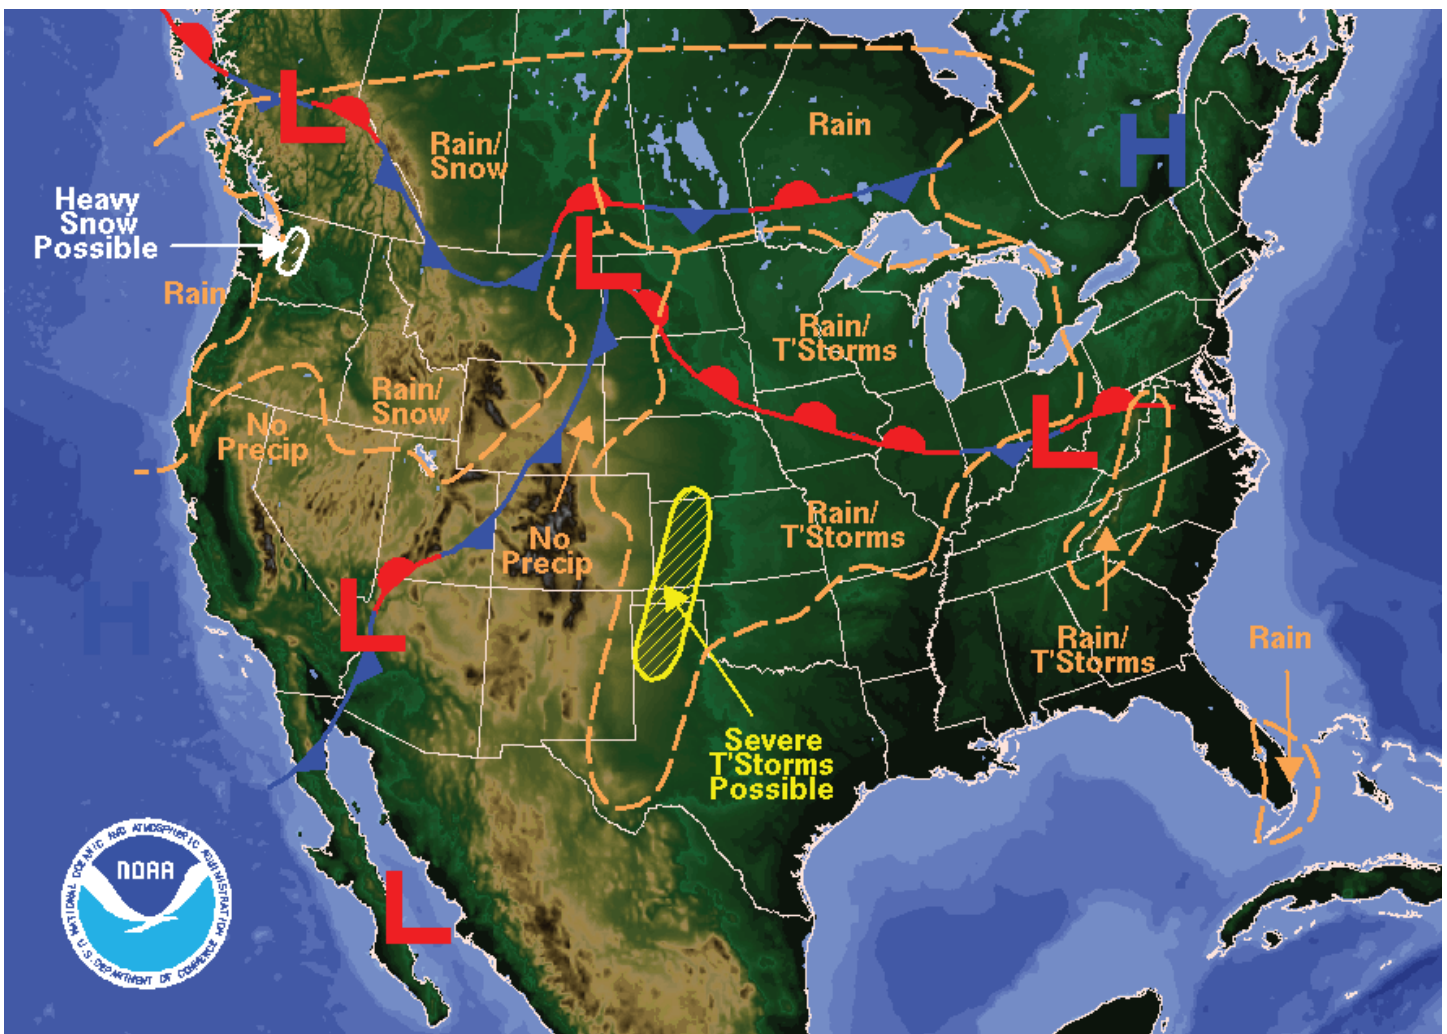 L
Rain/
Snow
Rain
H
Heavy
Snow
Possible
Rain
L
Rain/
T'Storms
Rain/
Snow
No
Precip
L
No
Precip
Rain/
T'Storms
H
L
Rain/
T'Storms
Rain
Severe
T'Storms
Possible
L
NOAA
NATIONAL OCEANIC AND ATMOSPHERIC ADMINISTRATION
U.S. DEPARTMENT OF COMMERCE